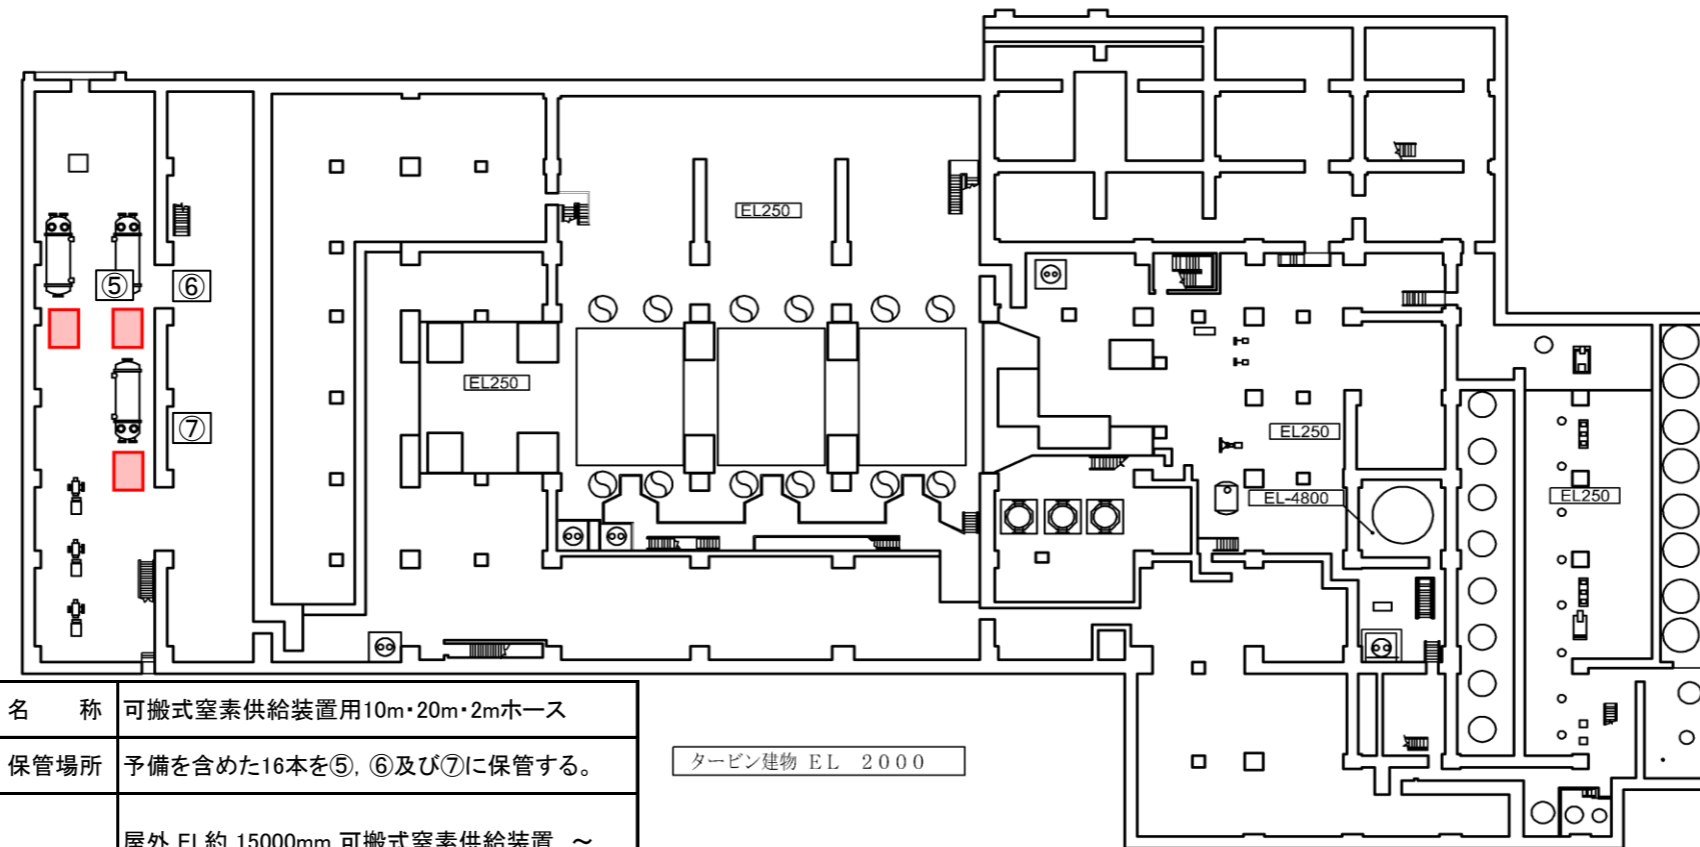 EL250
⑤
⑥
EL250
⑦
EL250
EL-4800
EL250
名 称 可搬式窒素供給装置用10m・20m・2mホース
保管場所 予備を含めた16本を⑤,⑥及び⑦に保管する。
屋外 EL約 15000mm 可搬式窒素供給装置 ～
タービン建物 EL 2000